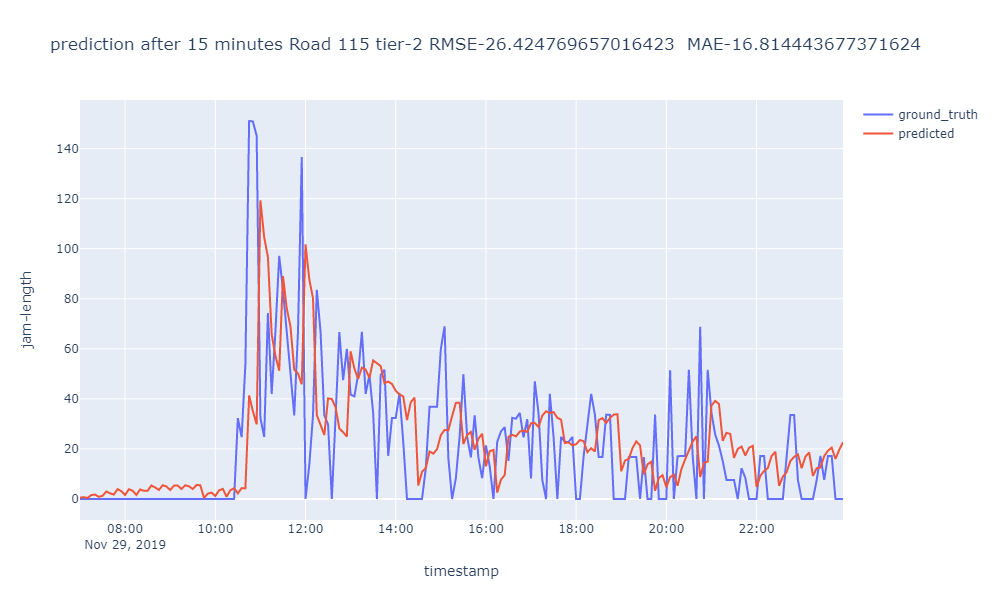 prediction after 15 minutes Road 115 tier-2 RMSE-26.424769657016423  MAE-16.814443677371624
ground_truth
predicted
jam-length
140
120
100
80
60
40
20
0
08:00 10:00 12:00 14:00 16:00 18:00 20:00 22:00
Nov 29, 2019
timestamp